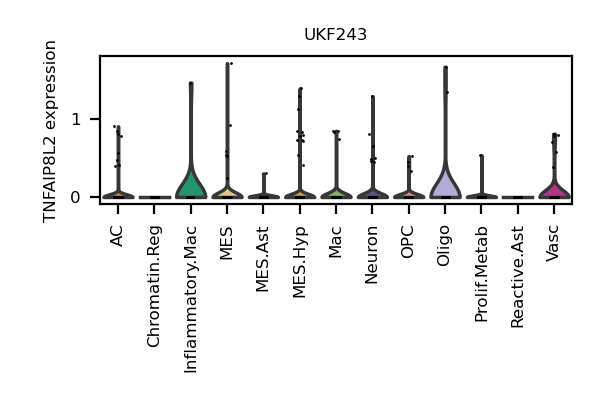 UKF243
TNFAIP8L2 expression
1
0
AC
Chromatin.Reg
Inflammatory.Mac
MES
MES.Ast
MES.Hyp
Mac
Neuron
OPC
Oligo
Prolif.Metab
Reactive.Ast
Vasc